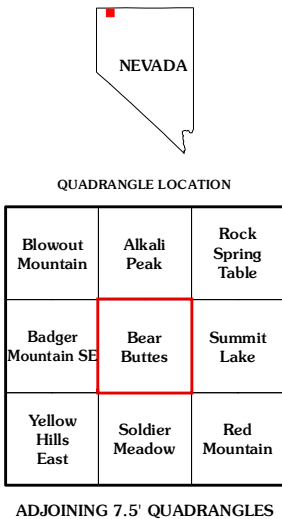 NEVADA
QUADRANGLE LOCATION
Blowout
Mountain
Alkali
Peak
Rock
Spring
Table
Badger
Mountain SE
Bear
Buttes
Summit
Lake
Yellow
Hills
East
Soldier
Meadow
Red
Mountain
ADJOINING 7.5' QUADRANGLES